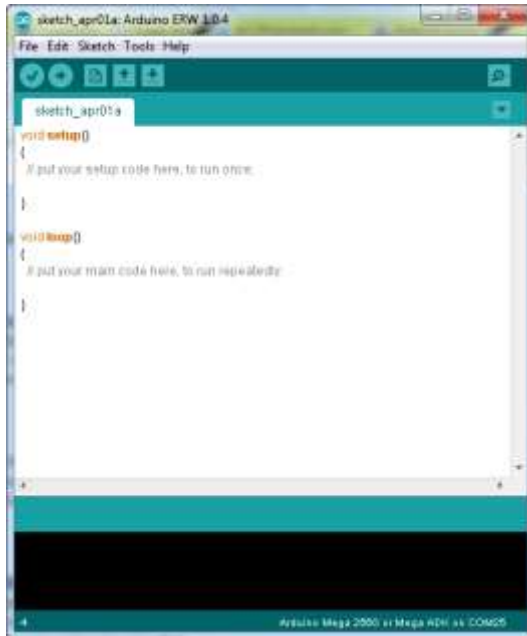 sketch_apr01a: Arduino ERW 1.0.4
File Edit Sketch Tools Help
sketch_apr01a
void setup()
{
// put your setup code here, to run once:
}
void loop()
{
// put your main code here, to run repeatedly:
}
4
Arduino Mega 2560 or Mega ADK on COM25